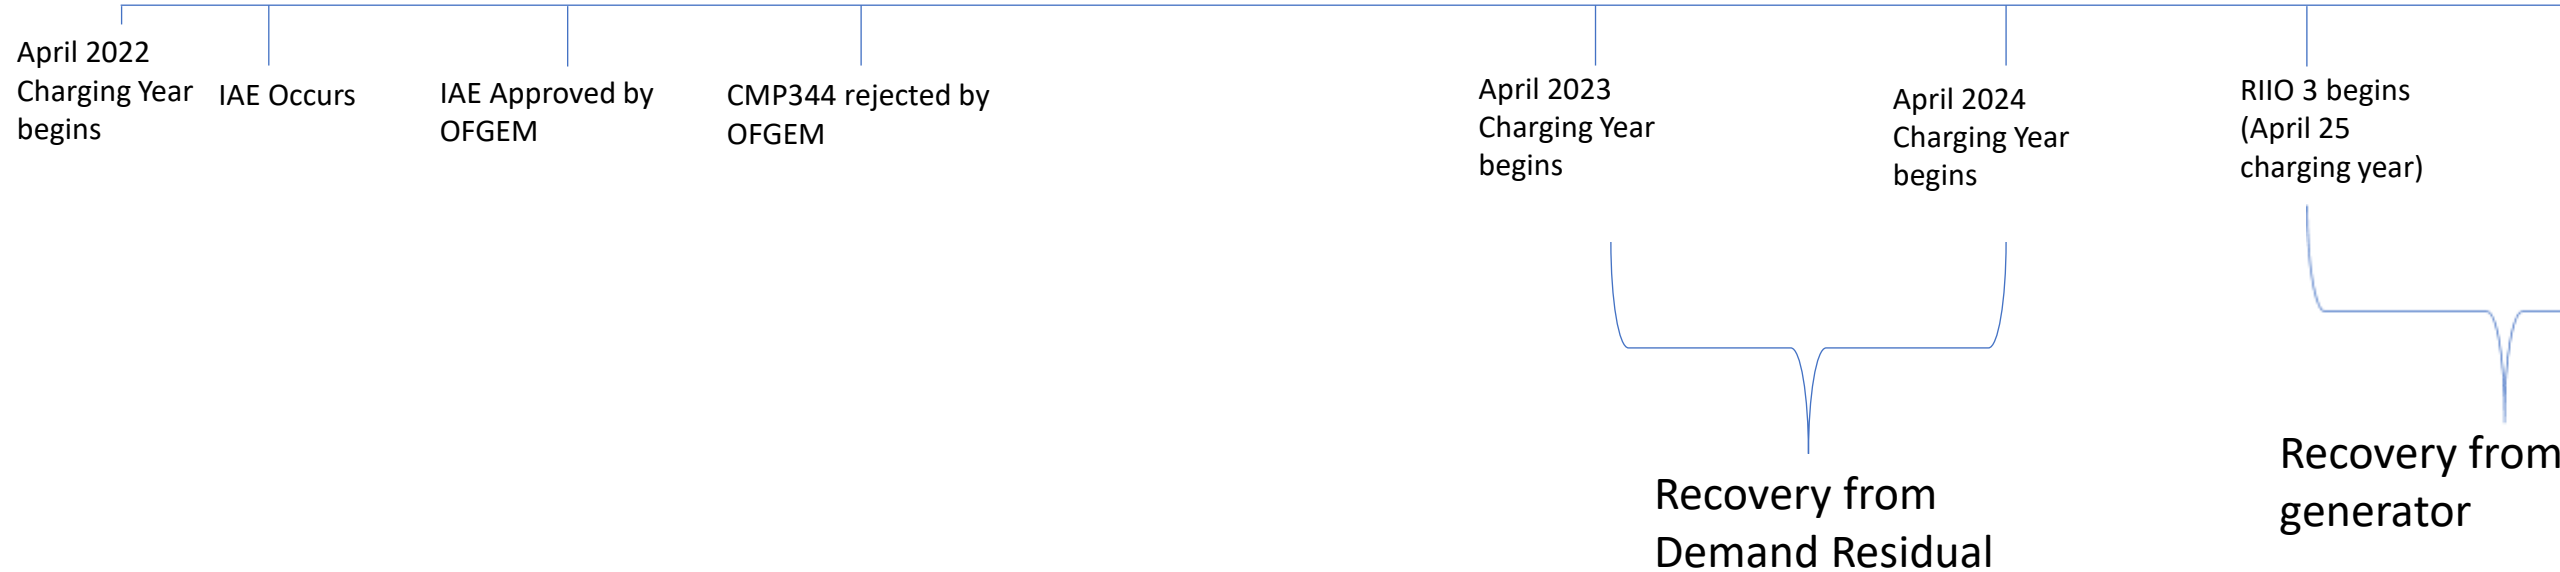 April 2022
Charging Year
begins
IAE Occurs
IAE Approved by
OFGEM
CMP344 rejected by
OFGEM
April 2023
Charging Year
begins
April 2024
Charging Year
begins
RIIO 3 begins
(April 25
charging year)
Recovery from
Demand Residual
Recovery from
generator